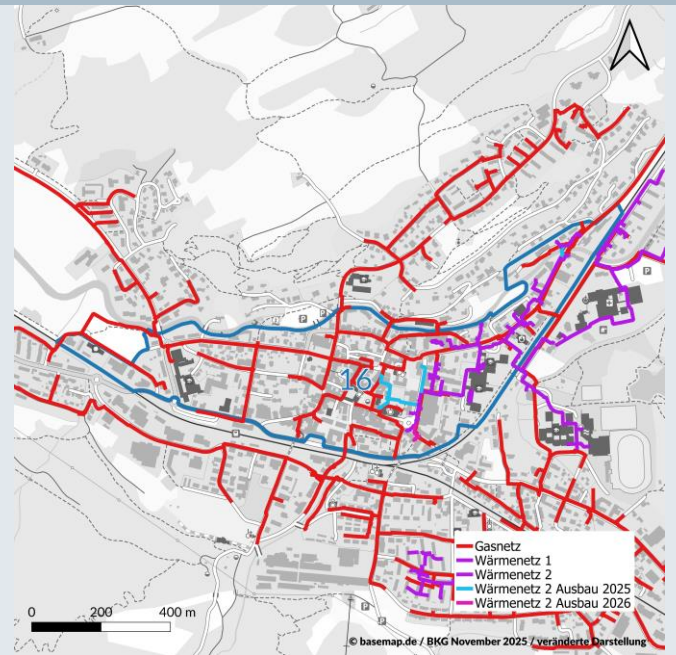 16
Gasnetz
Wärmenetz 1
Wärmenetz 2
Wärmenetz 2 Ausbau 2025
Wärmenetz 2 Ausbau 2026
0 200 400 m
© basemap.de / BKG November 2025 / veränderte Darstellung